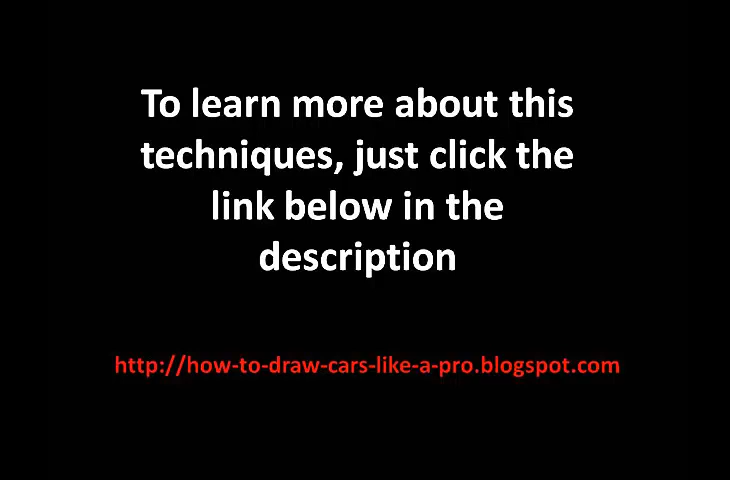 To learn more about this
techniques, just click the
link below in the
description
http://how-to-draw-cars-like-a-pro.blogspot.com